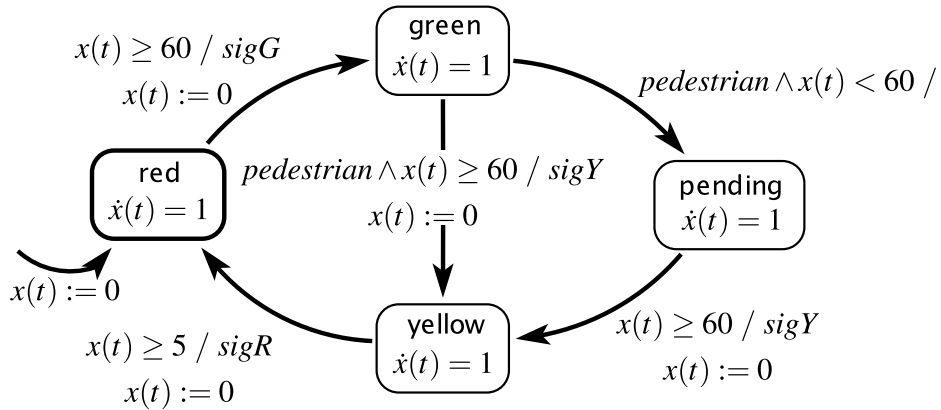 green
ẋ(t) = 1
x(t) ≥ 60 / sigG
x(t) := 0
pedestrian ∧ x(t) < 60 /
pedestrian ∧ x(t) ≥ 60 / sigY
x(t) := 0
red
ẋ(t) = 1
pending
ẋ(t) = 1
x(t) := 0
yellow
ẋ(t) = 1
x(t) ≥ 5 / sigR
x(t) := 0
x(t) ≥ 60 / sigY
x(t) := 0